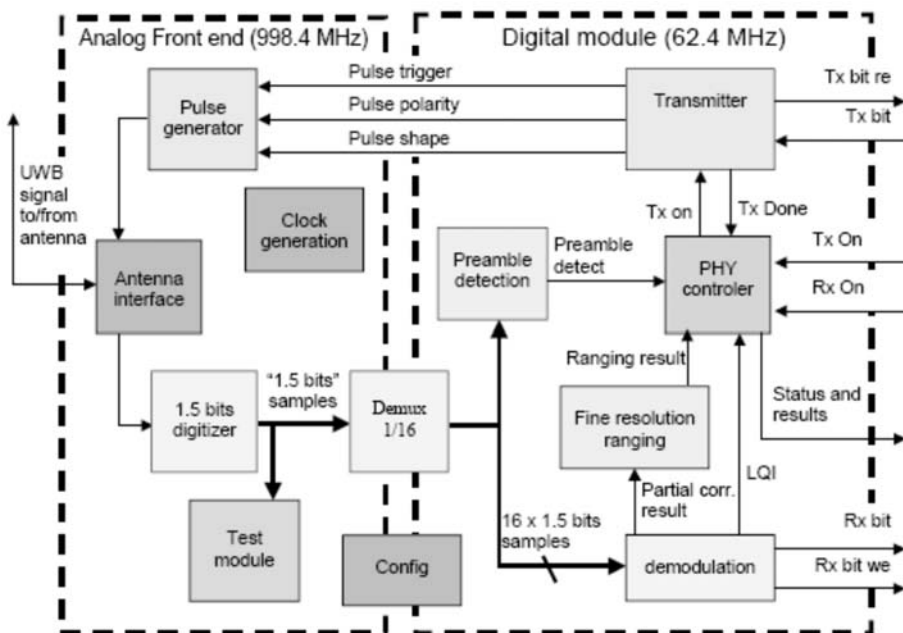 Analog Front end (998.4 MHz)
Digital module (62.4 MHz)
Pulse trigger
Pulse polarity
Pulse shape
Pulse
generator
Transmitter
Tx bit re
Tx bit
UWB
signal
to/from
antenna
Clock
generation
Tx on
Tx Done
Antenna
interface
Preamble
detection
Preamble
detect
PHY
controler
Tx On
Rx On
Ranging result
1.5 bits
digitizer
"1.5 bits"
samples
Demux
1/16
Fine resolution
ranging
Status and
results
Partial corr.
result
LQI
Test
module
Config
16 x 1.5 bits
samples
demodulation
Rx bit
Rx bit we